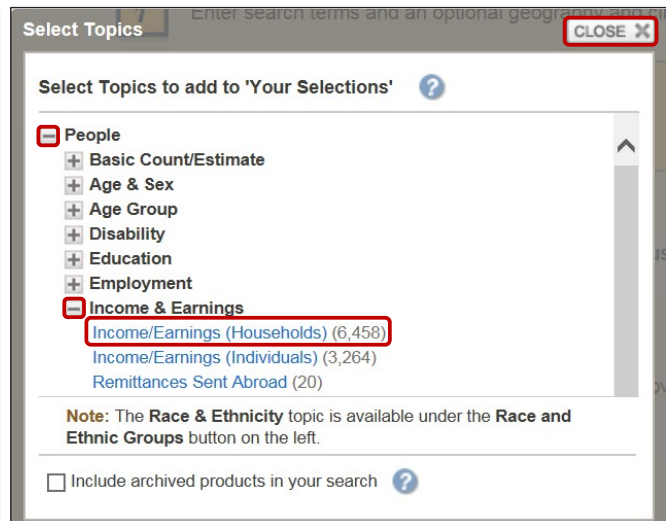 Enter search terms and an optional geography and cli
Select Topics
CLOSE X
Select Topics to add to 'Your Selections' ?
People
Basic Count/Estimate
Age & Sex
Age Group
Disability
Education
Employment
Income & Earnings
Income/Earnings (Households) (6,458)
Income/Earnings (Individuals) (3,264)
Remittances Sent Abroad (20)
Note: The Race & Ethnicity topic is available under the Race and
Ethnic Groups button on the left.
Include archived products in your search ?